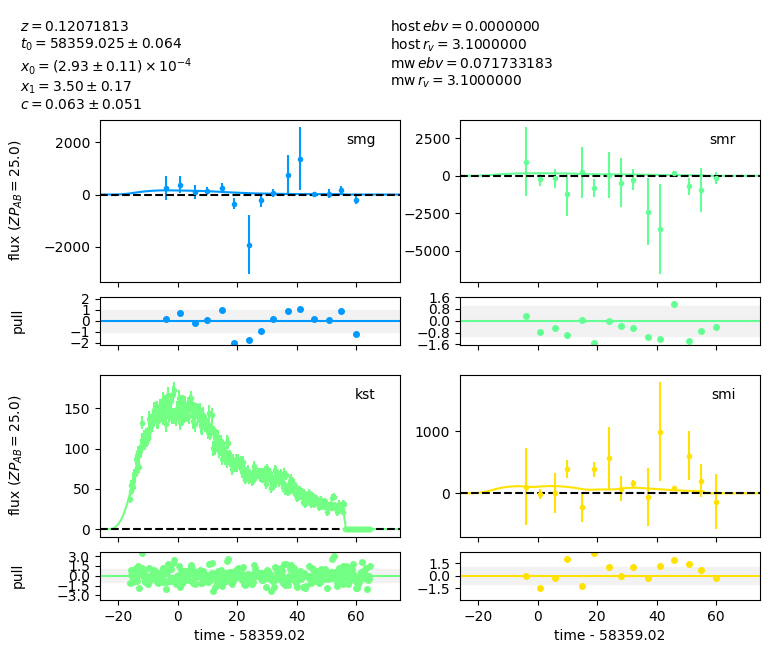 z = 0.12071813
t0 = 58359.025 ± 0.064
x0 = (2.93 ± 0.11) × 10−4
x1 = 3.50 ± 0.17
c = 0.063 ± 0.051
host ebv = 0.0000000
host rv = 3.1000000
mw ebv = 0.071733183
mw rv = 3.1000000
smg
flux (ZPAB = 25.0)
2000
0
−2000
smr
2500
0
−2500
−5000
pull
2
1
0
−1
−2
1.6
0.8
0.0
−0.8
−1.6
kst
flux (ZPAB = 25.0)
150
100
50
0
smi
1000
0
pull
3.0
1.5
0.0
−1.5
−3.0
1.5
0.0
−1.5
−20 0 20 40 60
time - 58359.02
−20 0 20 40 60
time - 58359.02